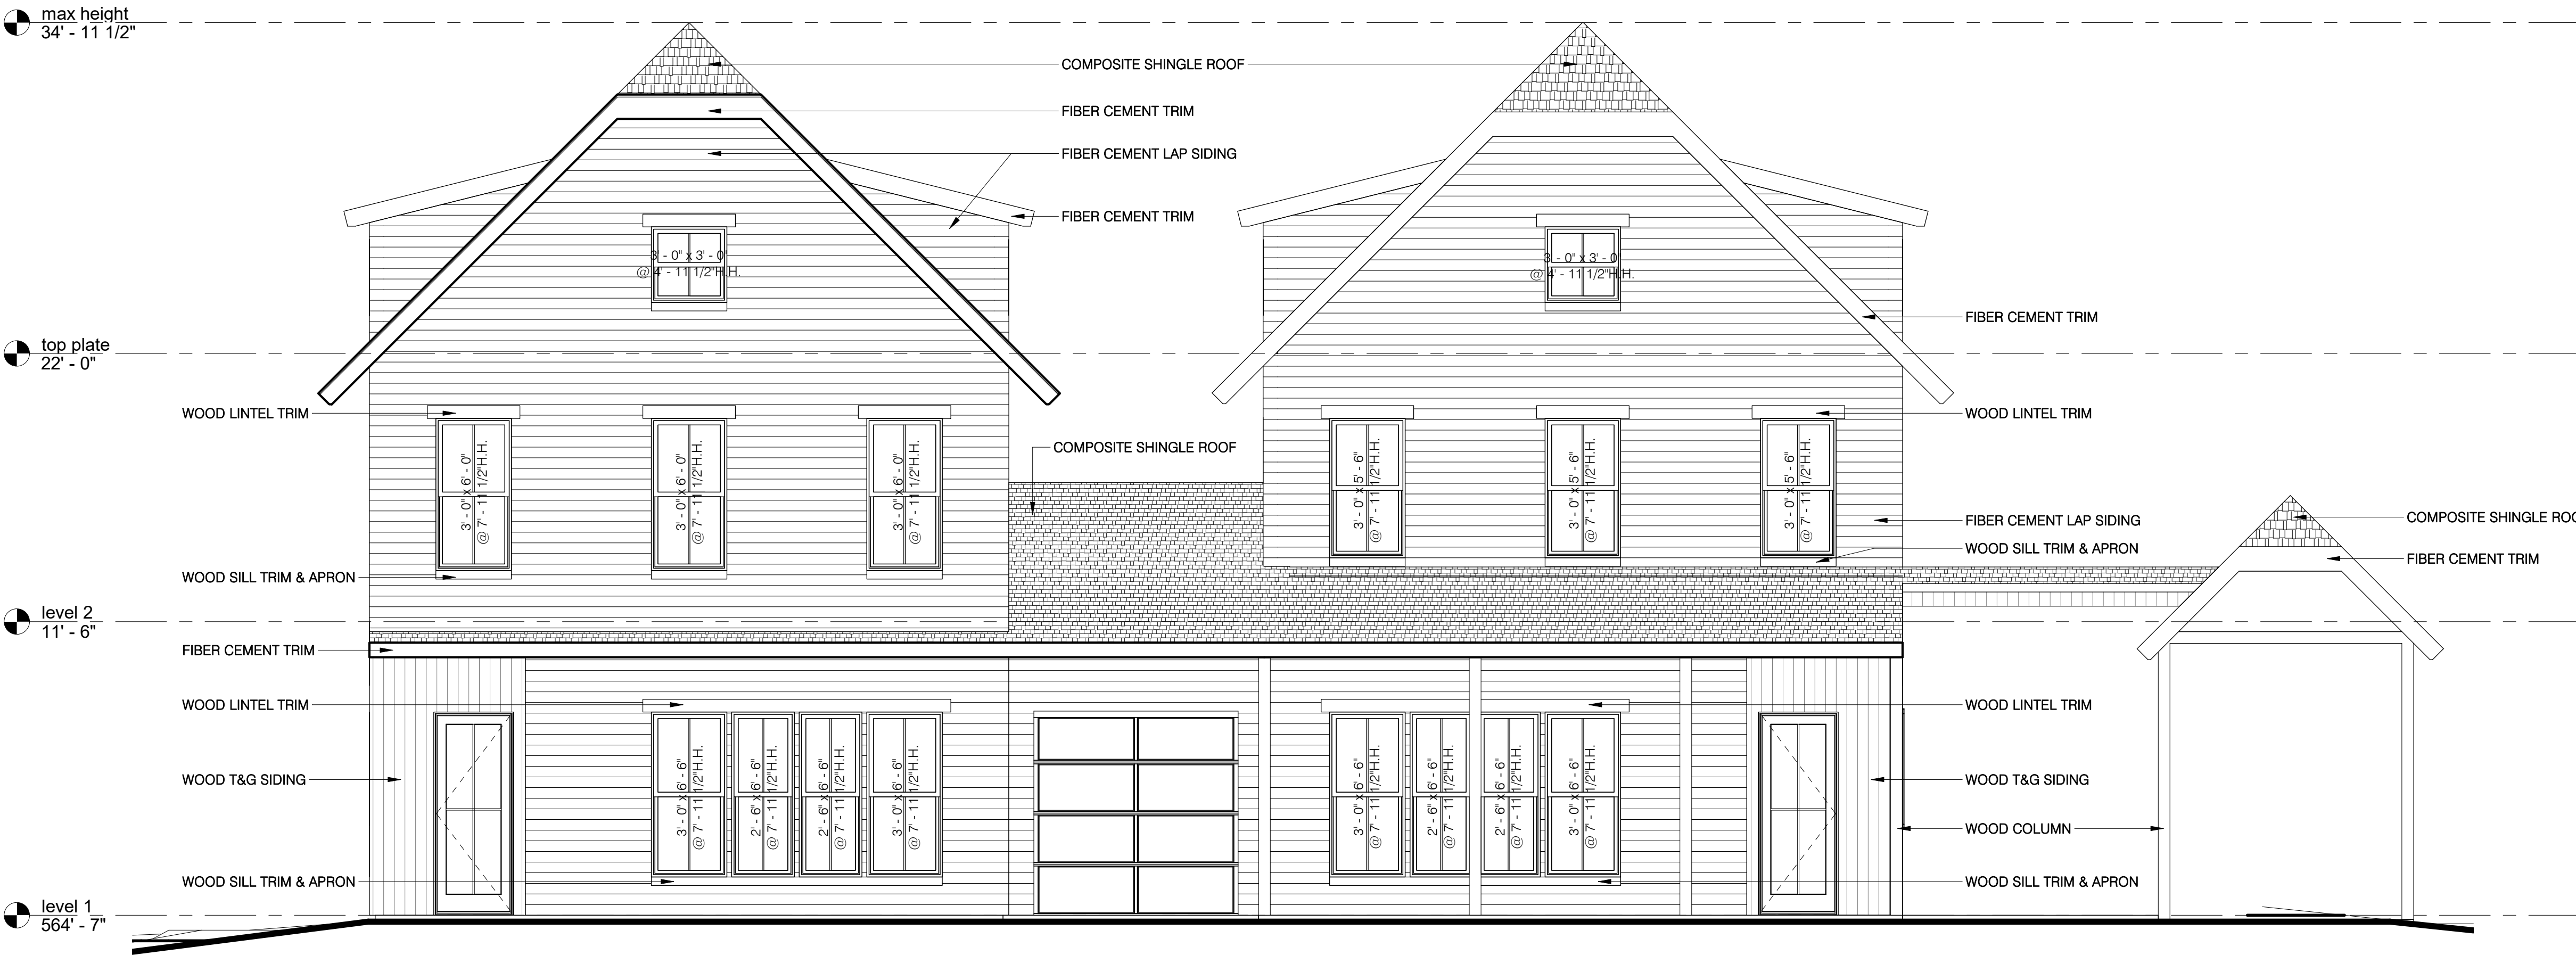 max height
34' - 11 1/2"
COMPOSITE SHINGLE ROOF
FIBER CEMENT TRIM
FIBER CEMENT LAP SIDING
FIBER CEMENT TRIM
3' - 0" x 3' - 0"
@ 4' - 11 1/2"H.H.
3' - 0" x 3' - 0"
@ 4' - 11 1/2"H.H.
FIBER CEMENT TRIM
top plate
22' - 0"
WOOD LINTEL TRIM
WOOD LINTEL TRIM
COMPOSITE SHINGLE ROOF
3' - 0" x 6' - 0"
@ 7' - 11 1/2"H.H.
3' - 0" x 6' - 0"
@ 7' - 11 1/2"H.H.
3' - 0" x 6' - 0"
@ 7' - 11 1/2"H.H.
3' - 0" x 5' - 6"
@ 7' - 11 1/2"H.H.
3' - 0" x 5' - 6"
@ 7' - 11 1/2"H.H.
3' - 0" x 5' - 6"
@ 7' - 11 1/2"H.H.
FIBER CEMENT LAP SIDING
COMPOSITE SHINGLE
WOOD SILL TRIM & APRON
FIBER CEMENT TRIM
WOOD SILL TRIM & APRON
level 2
11' - 6"
FIBER CEMENT TRIM
WOOD LINTEL TRIM
WOOD LINTEL TRIM
3' - 0" x 6' - 6"
@ 7' - 11 1/2"H.H.
2' - 6" x 6' - 6"
@ 7' - 11 1/2"H.H.
2' - 6" x 6' - 6"
@ 7' - 11 1/2"H.H.
3' - 0" x 6' - 6"
@ 7' - 11 1/2"H.H.
3' - 0" x 6' - 6"
@ 7' - 11 1/2"H.H.
2' - 6" x 6' - 6"
@ 7' - 11 1/2"H.H.
2' - 6" x 6' - 6"
@ 7' - 11 1/2"H.H.
3' - 0" x 6' - 6"
@ 7' - 11 1/2"H.H.
WOOD T&G SIDING
WOOD T&G SIDING
WOOD COLUMN
WOOD SILL TRIM & APRON
WOOD SILL TRIM & APRON
level 1
564' - 7"